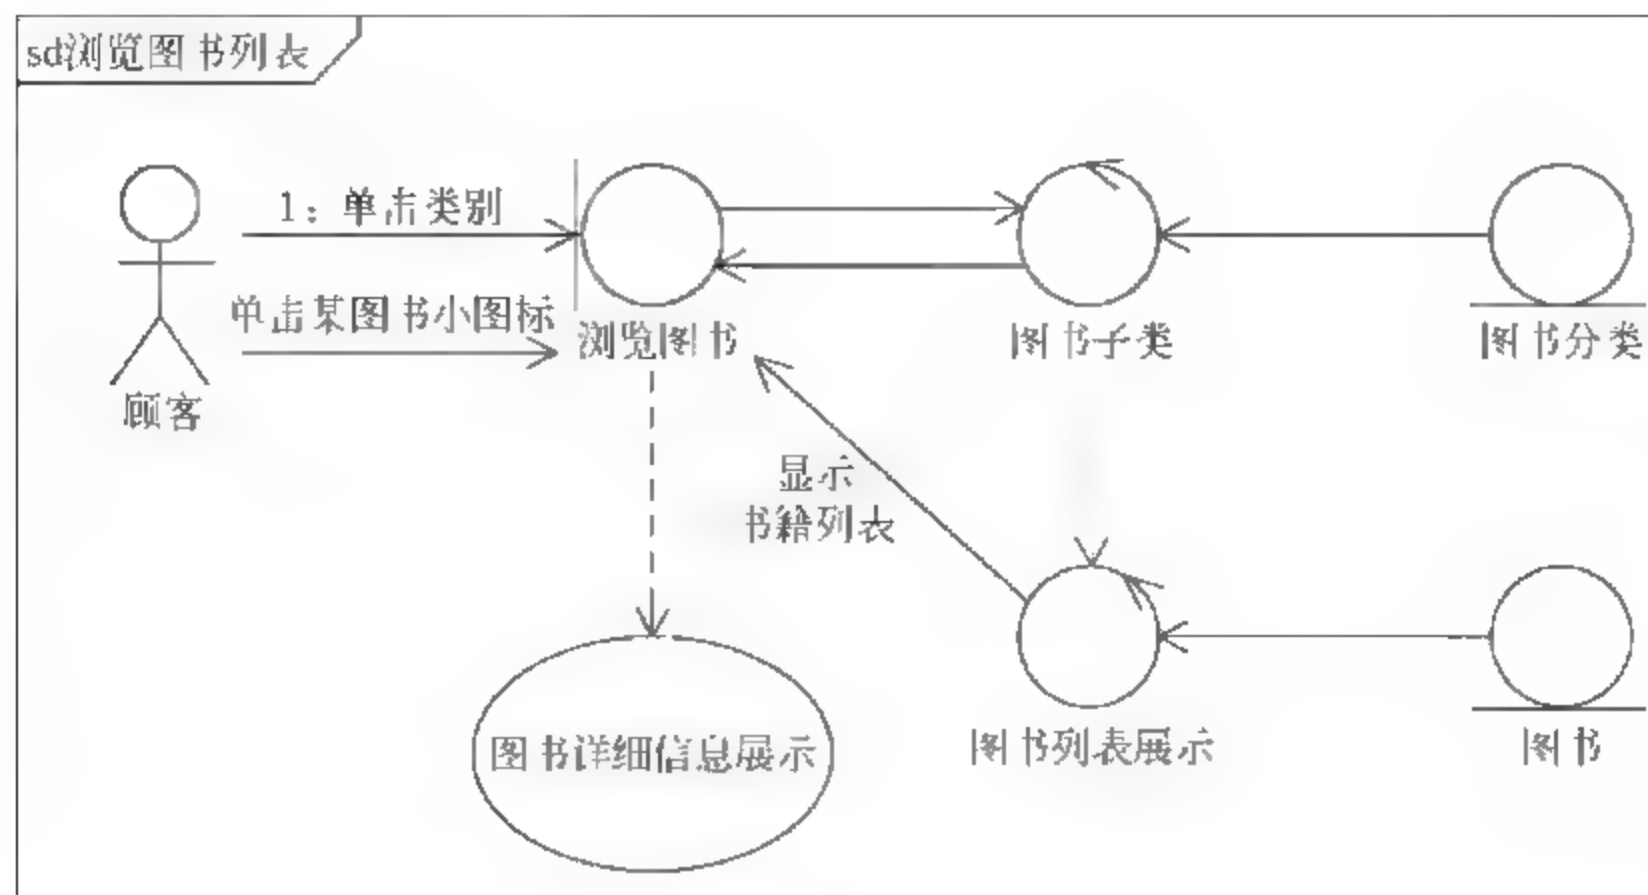 sd浏览图书列表
1: 单击类别
单击某图书小图标
顾客
浏览图书
图书子类
图书分类
显示
书籍列表
图书详细信息展示
图书列表展示
图书